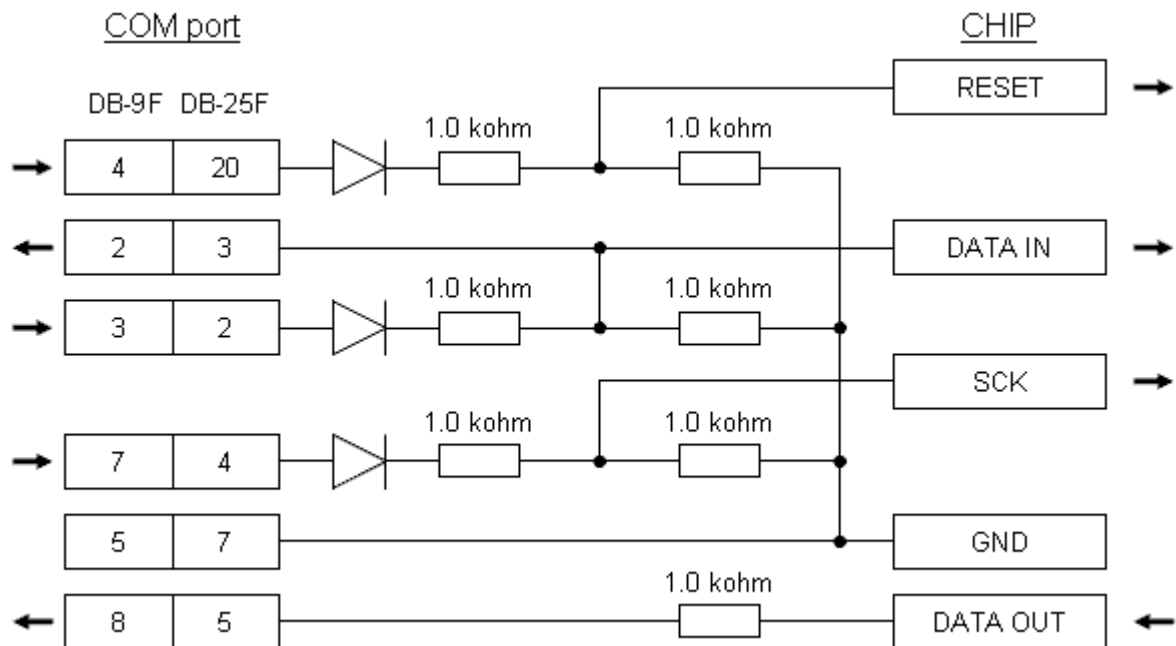 COM port
CHIP
DB-9F DB-25F
RESET
1.0 kohm 1.0 kohm
4 20
2 3
DATA IN
1.0 kohm 1.0 kohm
3 2
SCK
1.0 kohm 1.0 kohm
7 4
5 7
GND
1.0 kohm
8 5
DATA OUT